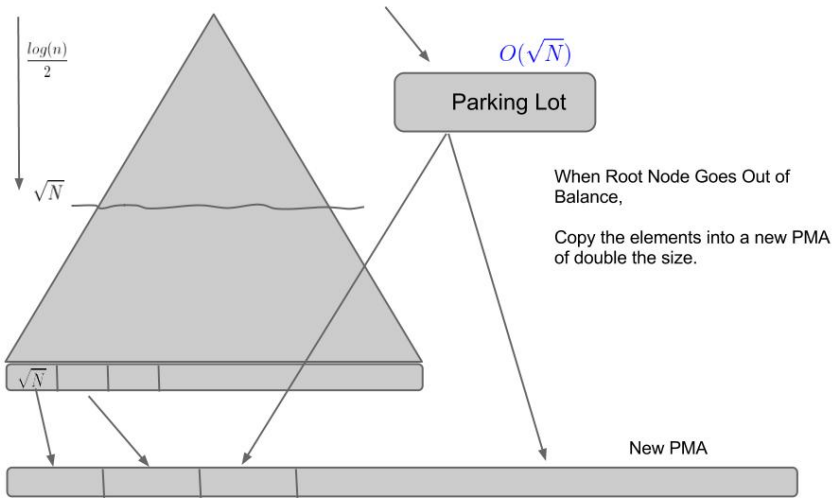 log(n)
2
O(√N)
Parking Lot
√N
When Root Node Goes Out of
Balance,
Copy the elements into a new PMA
of double the size.
√N
New PMA